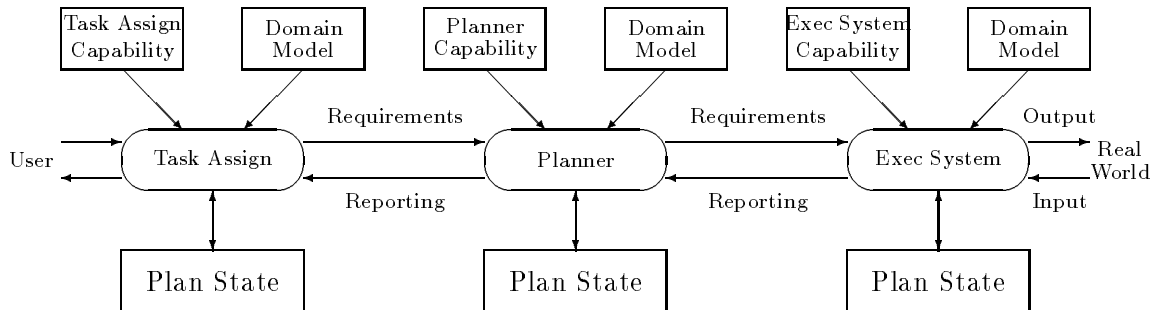 Task Assign
Capability
Domain
Model
Planner
Capability
Domain
Model
Exec System
Capability
Domain
Model
Requirements
Requirements
Output
User
Task Assign
Planner
Exec System
Real
World
Reporting
Reporting
Input
Plan State
Plan State
Plan State